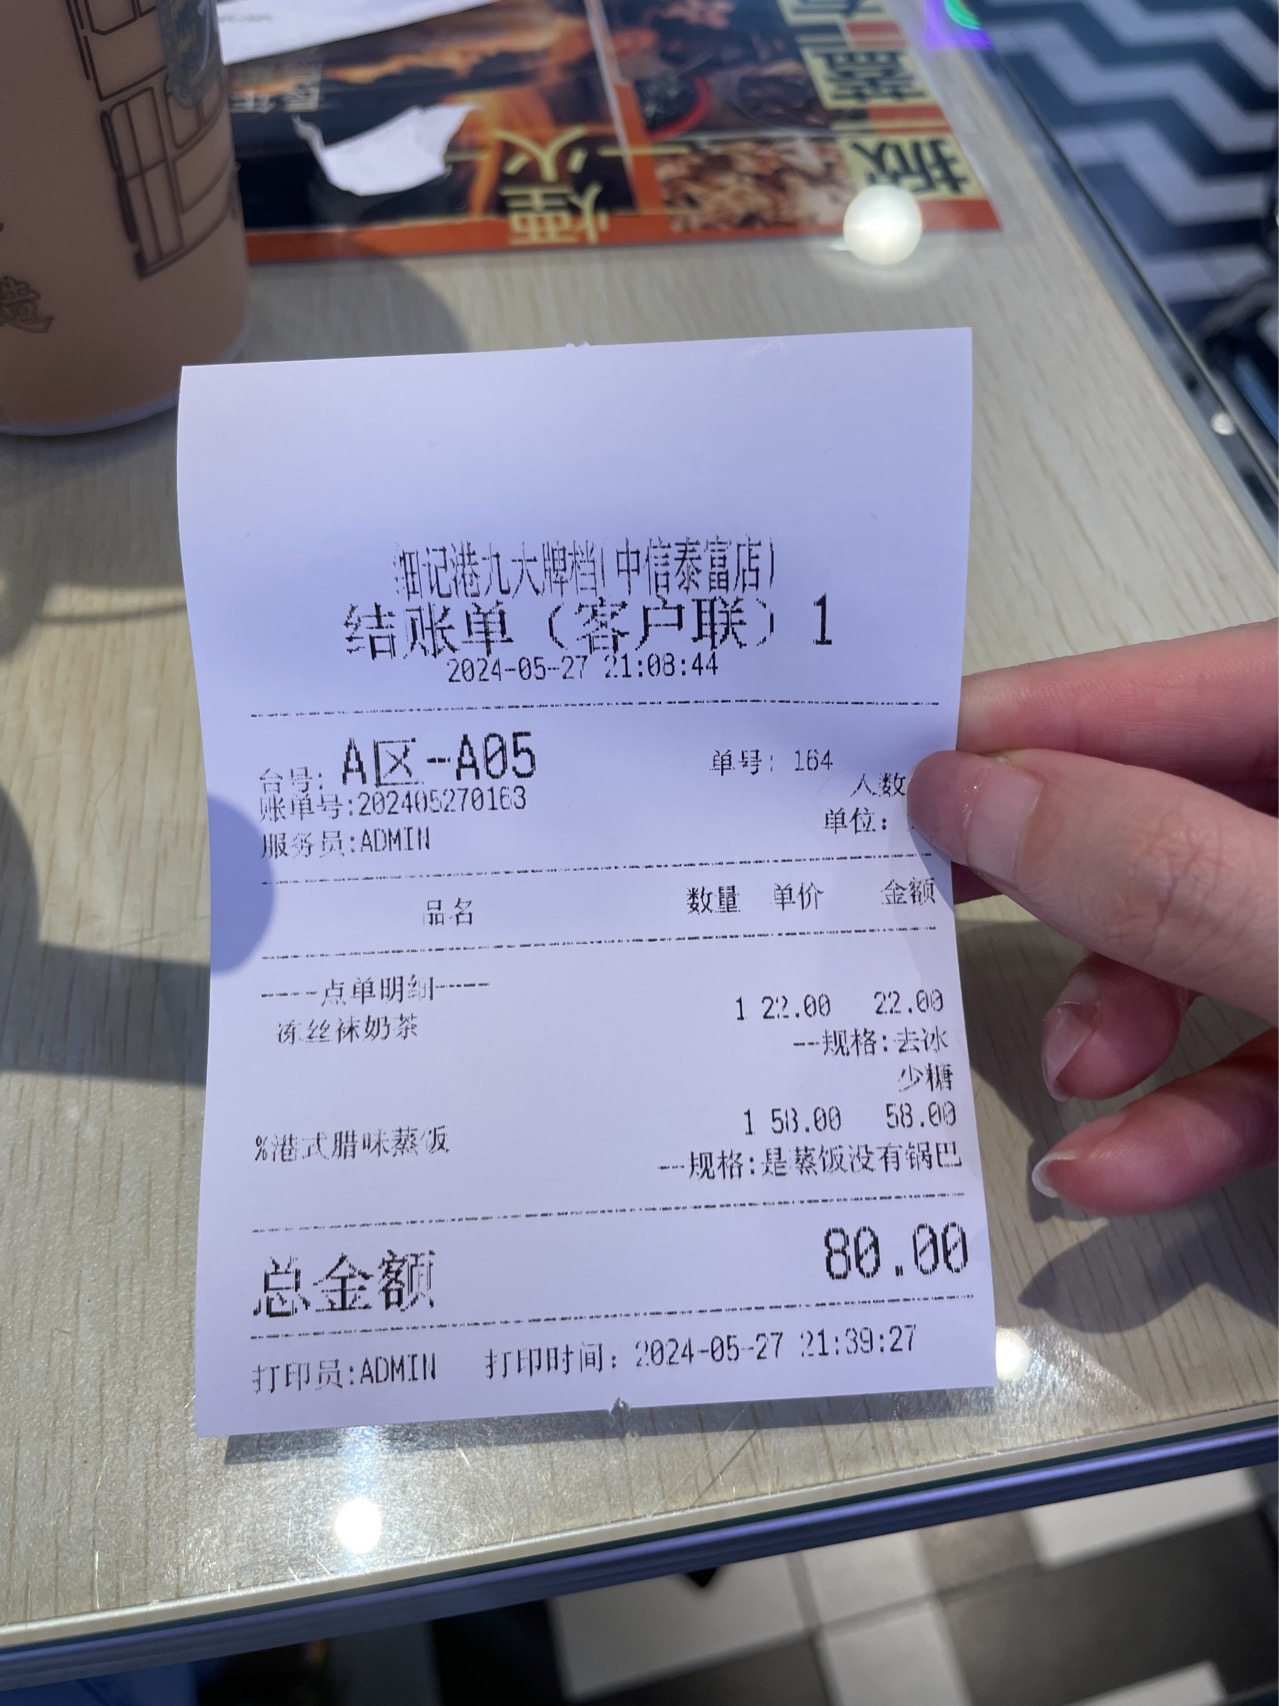 煙火
掀蓋有
细记港九大牌档(中信泰富店)
结账单（客户联）1
2024-05-27 21:08:44
台号: A区-A05 单号: 164
人数
账单号:202405270163
单位:
服务员:ADMIN
品名 数量 单价 金额
-----点单明细-----
冻丝袜奶茶 1 22.00 22.00
--规格:去冰
少糖
%港式腊味蒸饭 1 58.00 58.00
--规格:是蒸饭没有锅巴
总金额 80.00
打印员:ADMIN 打印时间: 2024-05-27 21:39:27